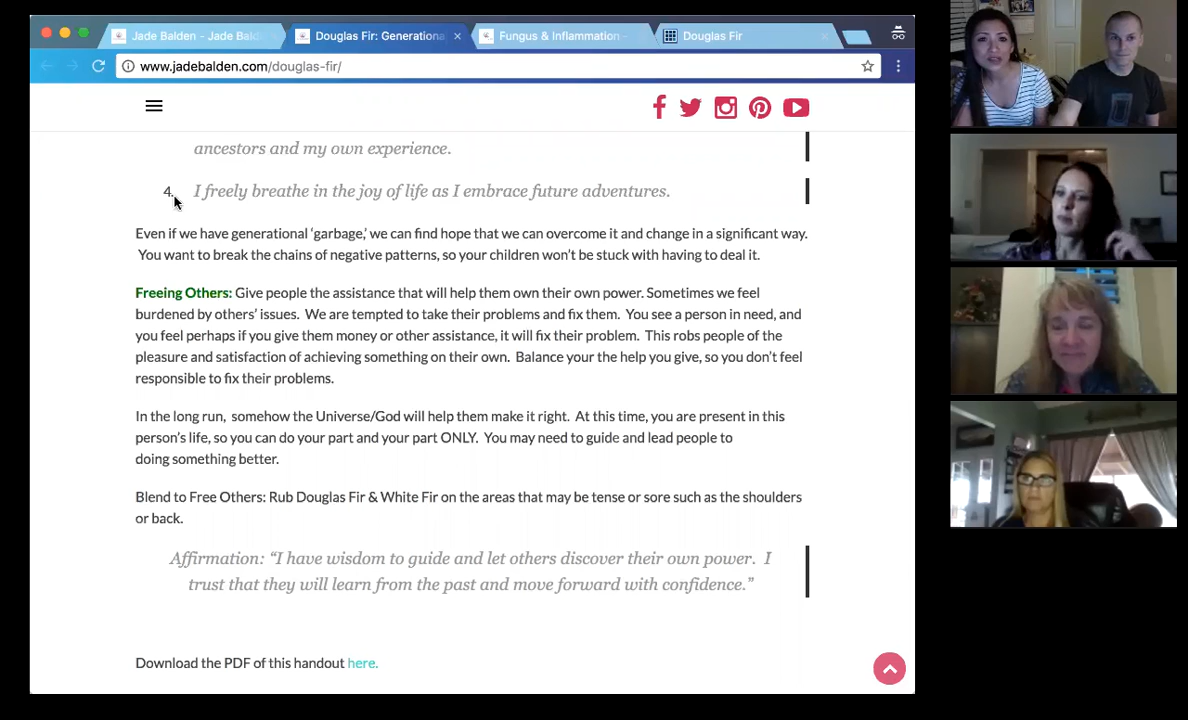 Jade Balden - Jade Bald
Douglas Fir: Generationa
Fungus & Inflammation -
Douglas Fir
www.jadebalden.com/douglas-fir/
ancestors and my own experience.
4. I freely breathe in the joy of life as I embrace future adventures.
Even if we have generational ‘garbage,’ we can find hope that we can overcome it and change in a significant way.
You want to break the chains of negative patterns, so your children won’t be stuck with having to deal it.
Freeing Others: Give people the assistance that will help them own their own power. Sometimes we feel
burdened by others’ issues. We are tempted to take their problems and fix them. You see a person in need, and
you feel perhaps if you give them money or other assistance, it will fix their problem. This robs people of the
pleasure and satisfaction of achieving something on their own. Balance your the help you give, so you don’t feel
responsible to fix their problems.
In the long run, somehow the Universe/God will help them make it right. At this time, you are present in this
person’s life, so you can do your part and your part ONLY. You may need to guide and lead people to
doing something better.
Blend to Free Others: Rub Douglas Fir & White Fir on the areas that may be tense or sore such as the shoulders
or back.
Affirmation: “I have wisdom to guide and let others discover their own power. I
trust that they will learn from the past and move forward with confidence.”
Download the PDF of this handout here.